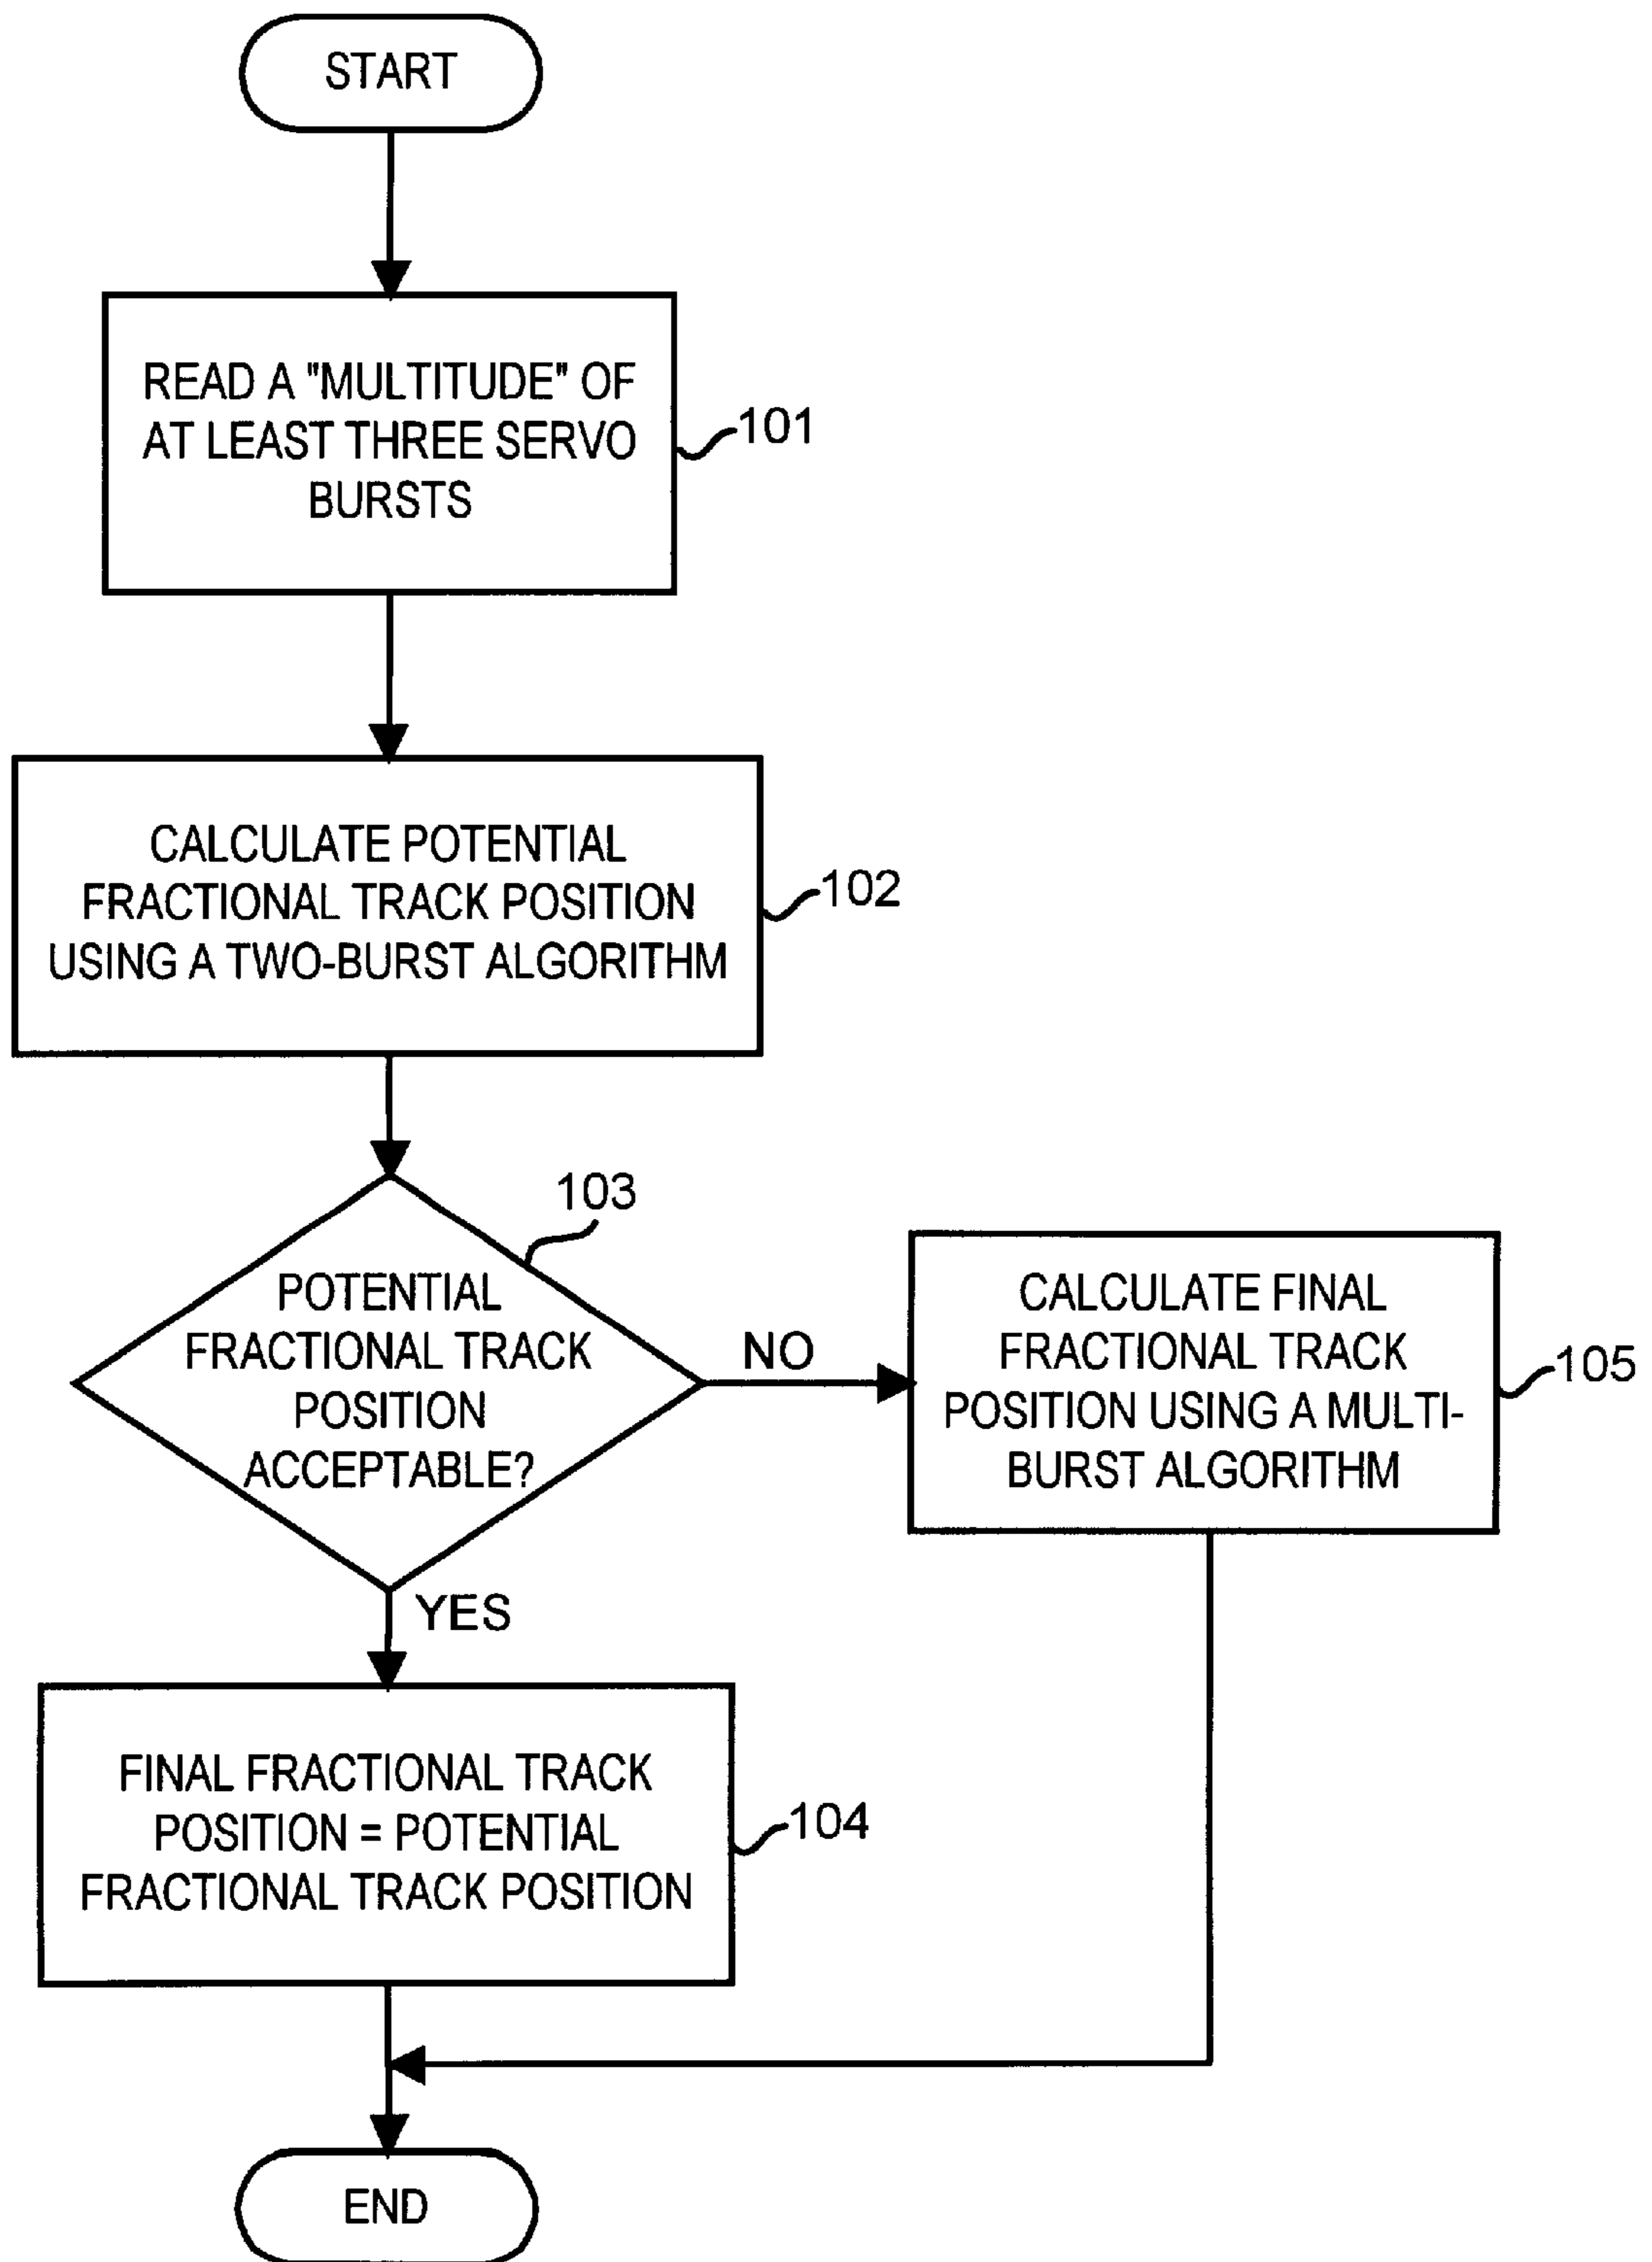 START
READ A "MULTITUDE" OF
AT LEAST THREE SERVO
BURSTS
101
CALCULATE POTENTIAL
FRACTIONAL TRACK POSITION
USING A TWO-BURST ALGORITHM
102
103
POTENTIAL
FRACTIONAL TRACK
POSITION
ACCEPTABLE?
NO
CALCULATE FINAL
FRACTIONAL TRACK
POSITION USING A MULTI-
BURST ALGORITHM
105
YES
FINAL FRACTIONAL TRACK
POSITION = POTENTIAL
FRACTIONAL TRACK POSITION
104
END